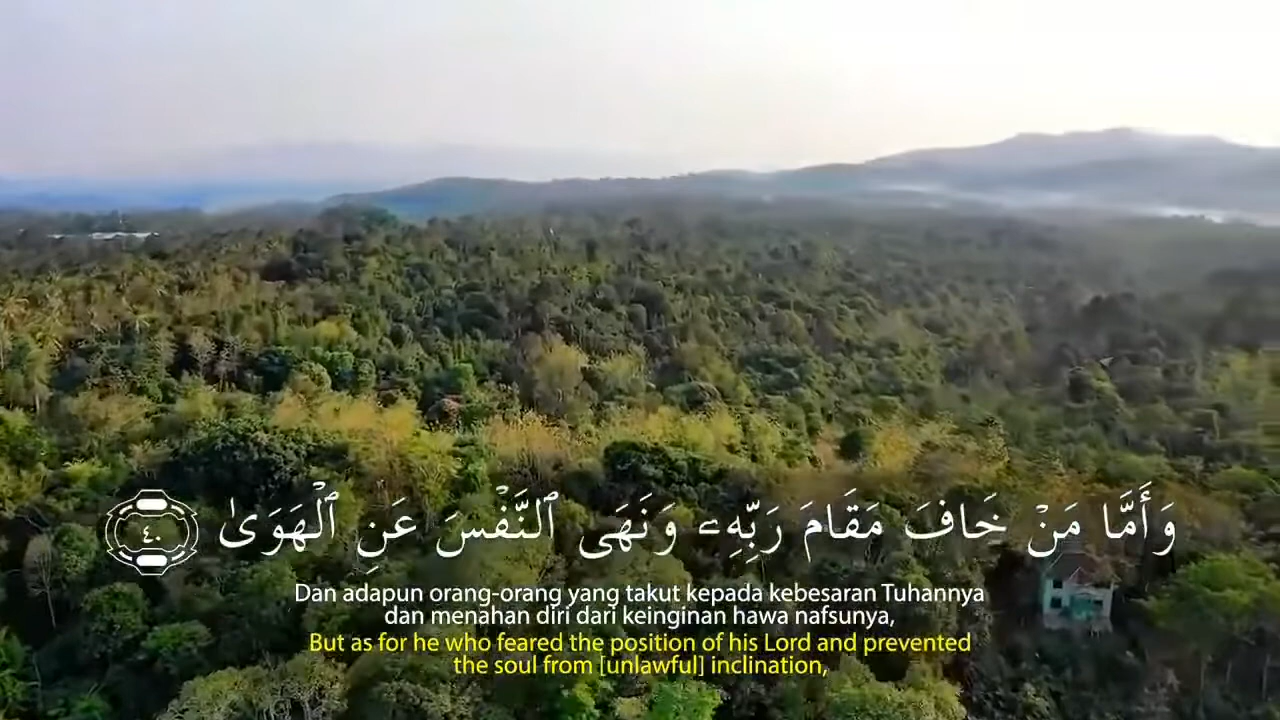 وَأَمَّا مَنْ خَافَ مَقَامَ رَبِّهِۦ وَنَهَى ٱلنَّفْسَ عَنِ ٱلْهَوَىٰ ٤٠
Dan adapun orang-orang yang takut kepada kebesaran Tuhannya
dan menahan diri dari keinginan hawa nafsunya,
But as for he who feared the position of his Lord and prevented
the soul from [unlawful] inclination,